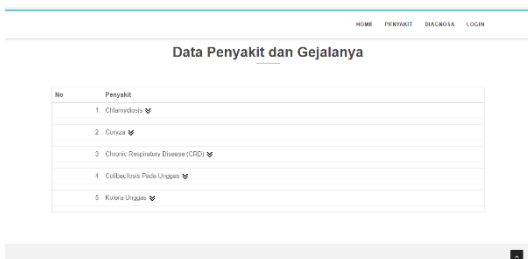 HOME PENYAKIT DIAGNOSA LOGIN
Data Penyakit dan Gejalanya
No Penyakit
1 Chlamydiosis
2 Coryza
3 Chronic Respiratory Disease (CRD)
4 Colibacilosis Pada Unggas
5 Kolera Unggas